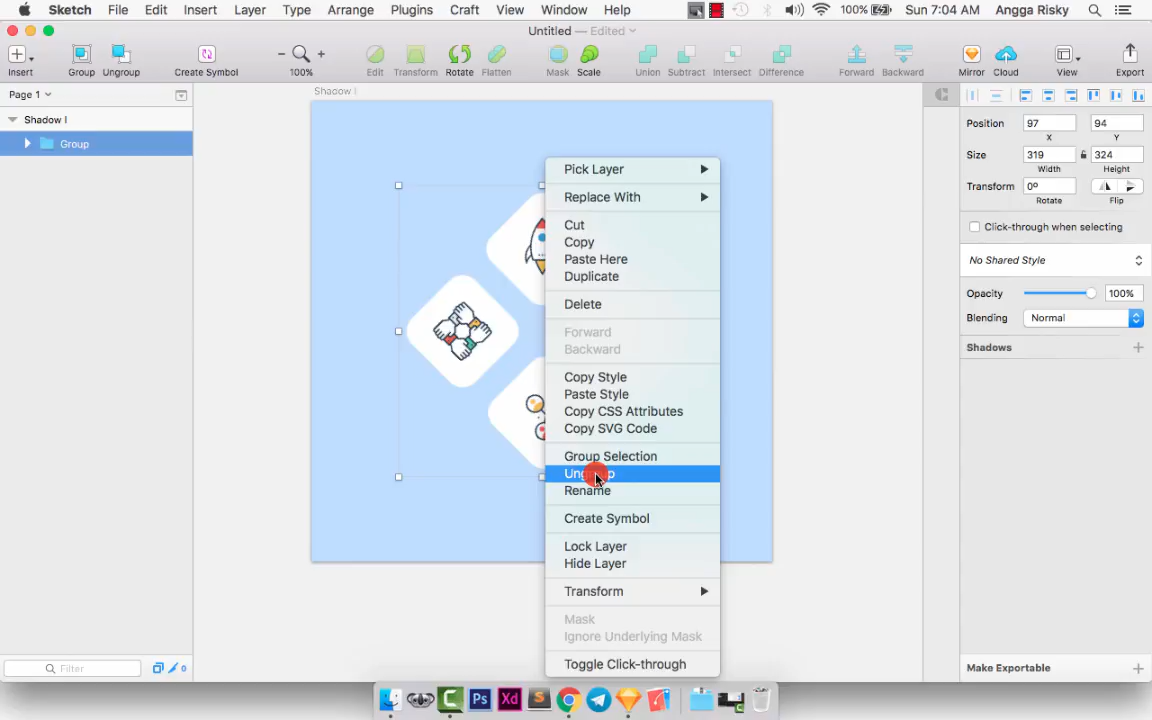 Sketch File Edit Insert Layer Type Arrange Plugins Craft View Window Help 100% Sun 7:04 AM Angga Risky
Untitled — Edited
Insert Group Ungroup Create Symbol 100% Edit Transform Rotate Flatten Mask Scale Union Subtract Intersect Difference Forward Backward Mirror Cloud View Export
Page 1
Shadow I
Group
Shadow I
Pick Layer
Replace With
Cut
Copy
Paste Here
Duplicate
Delete
Forward
Backward
Copy Style
Paste Style
Copy CSS Attributes
Copy SVG Code
Group Selection
Ungroup
Rename
Create Symbol
Lock Layer
Hide Layer
Transform
Mask
Ignore Underlying Mask
Toggle Click-through
Position 97 94
X Y
Size 319 324
Width Height
Transform 0º
Rotate Flip
Click-through when selecting
No Shared Style
Opacity 100%
Blending Normal
Shadows
Make Exportable
Filter 0
C Ps Xd S